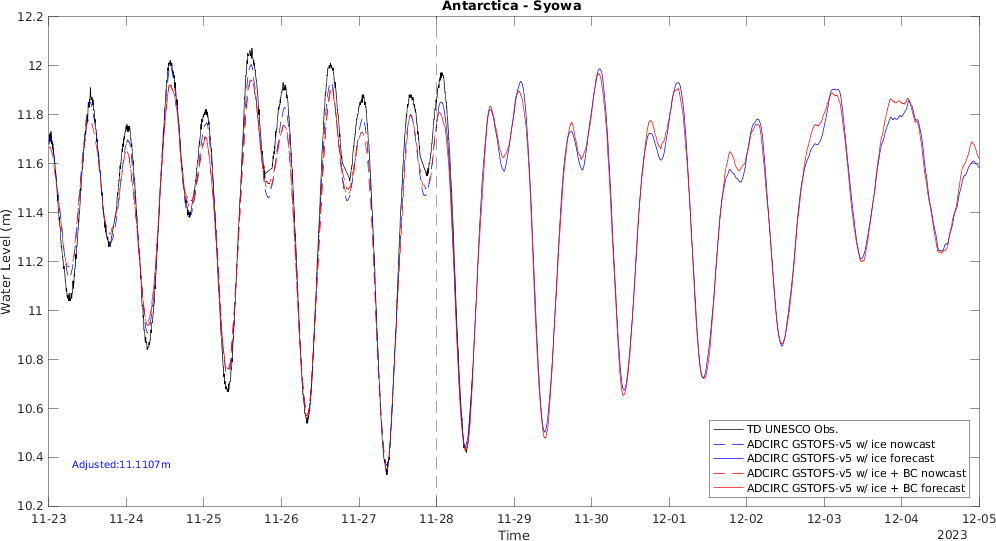 Antarctica - Syowa
12.2
12
11.8
11.6
11.4
11.2
11
10.8
10.6
10.4
10.2
Water Level (m)
Adjusted:11.1107m
TD UNESCO Obs.
ADCIRC GSTOFS-v5 w/ ice nowcast
ADCIRC GSTOFS-v5 w/ ice forecast
ADCIRC GSTOFS-v5 w/ ice + BC nowcast
ADCIRC GSTOFS-v5 w/ ice + BC forecast
11-23 11-24 11-25 11-26 11-27 11-28 11-29 11-30 12-01 12-02 12-03 12-04 12-05
Time
2023